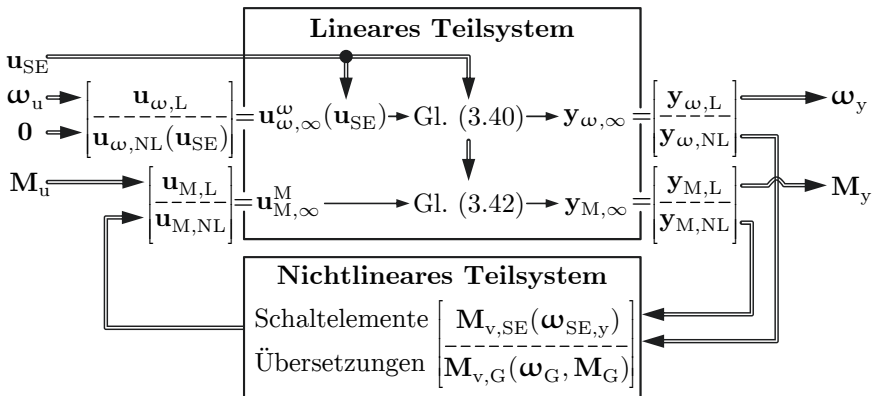 Lineares Teilsystem
u_SE
ω_u [u_ω,L / u_ω,NL(u_SE)] = u^ω_ω,∞(u_SE) Gl. (3.40) y_ω,∞ = [y_ω,L / y_ω,NL] ω_y
0
M_u [u_M,L / u_M,NL] = u^M_M,∞ Gl. (3.42) y_M,∞ = [y_M,L / y_M,NL] M_y
Nichtlineares Teilsystem
Schaltelemente [M_v,SE(ω_SE,y)
Übersetzungen M_v,G(ω_G, M_G)]